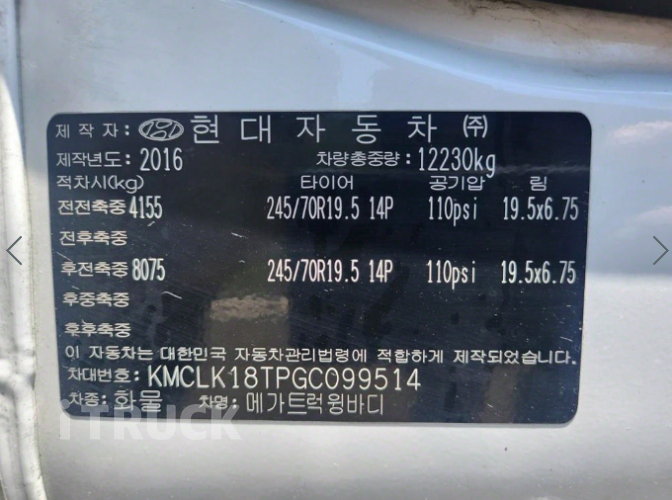 제작자: 현대자동차 ㈜
제작년도: 2016 차량총중량: 12230kg
적차시(kg) 타이어 공기압 림
전전축중 4155 245/70R19.5 14P 110psi 19.5x6.75
전후축중
후전축중 8075 245/70R19.5 14P 110psi 19.5x6.75
후중축중
후후축중
이 자동차는 대한민국 자동차관리법령에 적합하게 제작되었습니다.
차대번호: KMCLK18TPGC099514
차종: 화물 차명: 메가트럭윙바디
iTRUCK